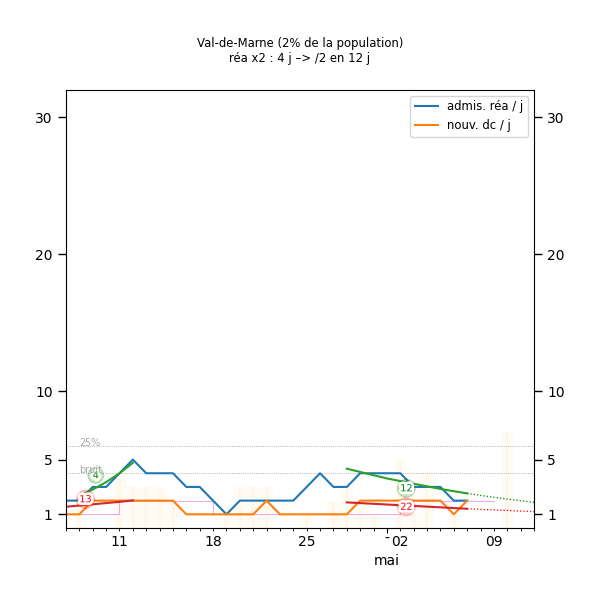 Val-de-Marne (2% de la population)
réa x2 : 4 j –> /2 en 12 j
admis. réa / j
nouv. dc / j
30 30
20 20
10 10
25%
5 5
bruit
4
12
13
22
1 1
11 18 25 02 09
mai